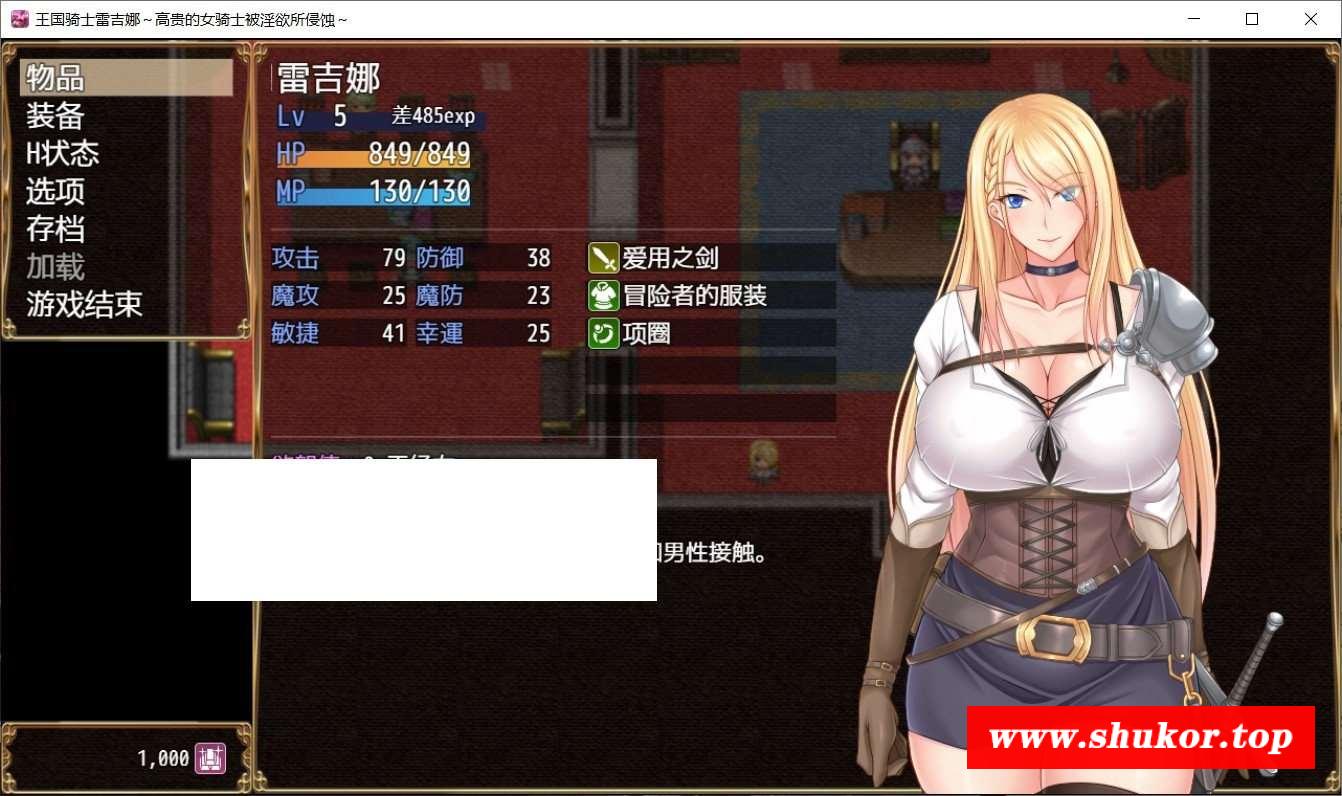 王国骑士雷吉娜～高贵的女骑士被淫欲所侵蚀～
物品
装备
H状态
选项
存档
加载
游戏结束
雷吉娜
Lv 5 差485exp
HP 849/849
MP 130/130
攻击 79 防御 38
魔攻 25 魔防 23
敏捷 41 幸運 25
爱用之剑
冒险者的服装
项圈
男性接触。
1,000
www.shukor.top